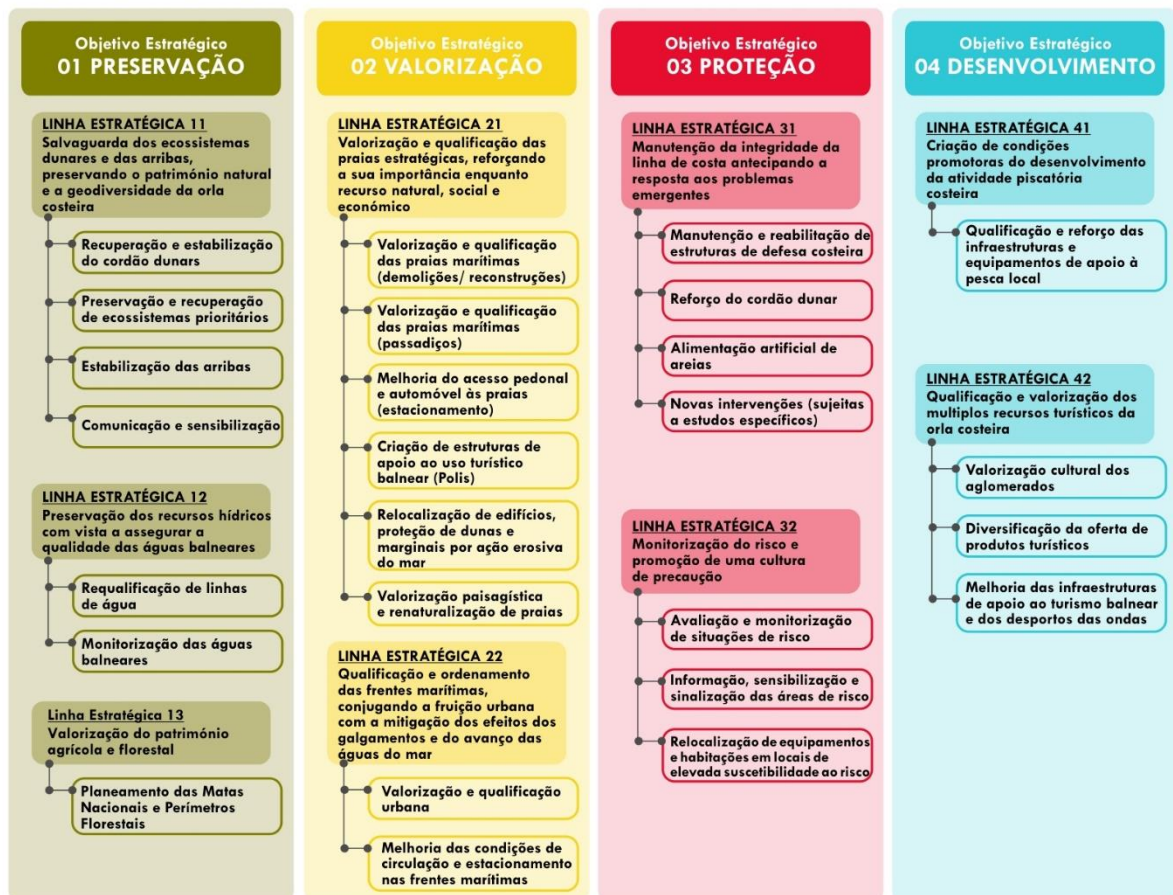 Objetivo Estratégico
01 PRESERVAÇÃO
LINHA ESTRATÉGICA 11
Salvaguarda dos ecossistemas
dunares e das arribas,
preservando o património natural
e a geodiversidade da orla
costeira
Recuperação e estabilização
do cordão dunars
Preservação e recuperação
de ecossistemas prioritários
Estabilização das arribas
Comunicação e sensibilização
LINHA ESTRATÉGICA 12
Preservação dos recursos hídricos
com vista a assegurar a
qualidade das águas balneares
Requalificação de linhas
de água
Monitorização das águas
balneares
Linha Estratégica 13
Valorização do património
agrícola e florestal
Planeamento das Matas
Nacionais e Perímetros
Florestais
Objetivo Estratégico
02 VALORIZAÇÃO
LINHA ESTRATÉGICA 21
Valorização e qualificação das
praias estratégicas, reforçando
a sua importância enquanto
recurso natural, social e
económico
Valorização e qualificação
das praias marítimas
(demolições/ reconstruções)
Valorização e qualificação
das praias marítimas
(passadiços)
Melhoria do acesso pedonal
e automóvel às praias
(estacionamento)
Criação de estruturas de
apoio ao uso turístico
balnear (Polis)
Relocalização de edifícios,
proteção de dunas e
marginais por ação erosiva
do mar
Valorização paisagística
e renaturalização de praias
LINHA ESTRATÉGICA 22
Qualificação e ordenamento
das frentes marítimas,
conjugando a fruição urbana
com a mitigação dos efeitos dos
galgamentos e do avanço das
águas do mar
Valorização e qualificação
urbana
Melhoria das condições de
circulação e estacionamento
nas frentes marítimas
Objetivo Estratégico
03 PROTEÇÃO
LINHA ESTRATÉGICA 31
Manutenção da integridade da
linha de costa antecipando a
resposta aos problemas
emergentes
Manutenção e reabilitação de
estruturas de defesa costeira
Reforço do cordão dunar
Alimentação artificial de
areias
Novas intervenções (sujeitas
a estudos específicos)
LINHA ESTRATÉGICA 32
Monitorização do risco e
promoção de uma cultura
de precaução
Avaliação e monitorização
de situações de risco
Informação, sensibilização e
sinalização das áreas de risco
Relocalização de equipamentos
e habitações em locais de
elevada suscetibilidade ao risco
Objetivo Estratégico
04 DESENVOLVIMENTO
LINHA ESTRATÉGICA 41
Criação de condições
promotoras do desenvolvimento
da atividade piscatória
costeira
Qualificação e reforço das
infraestruturas e
equipamentos de apoio à
pesca local
LINHA ESTRATÉGICA 42
Qualificação e valorização dos
multiplos recursos turísticos da
orla costeira
Valorização cultural dos
aglomerados
Diversificação da oferta de
produtos turísticos
Melhoria das infraestruturas
de apoio ao turismo balnear
e dos desportos das ondas